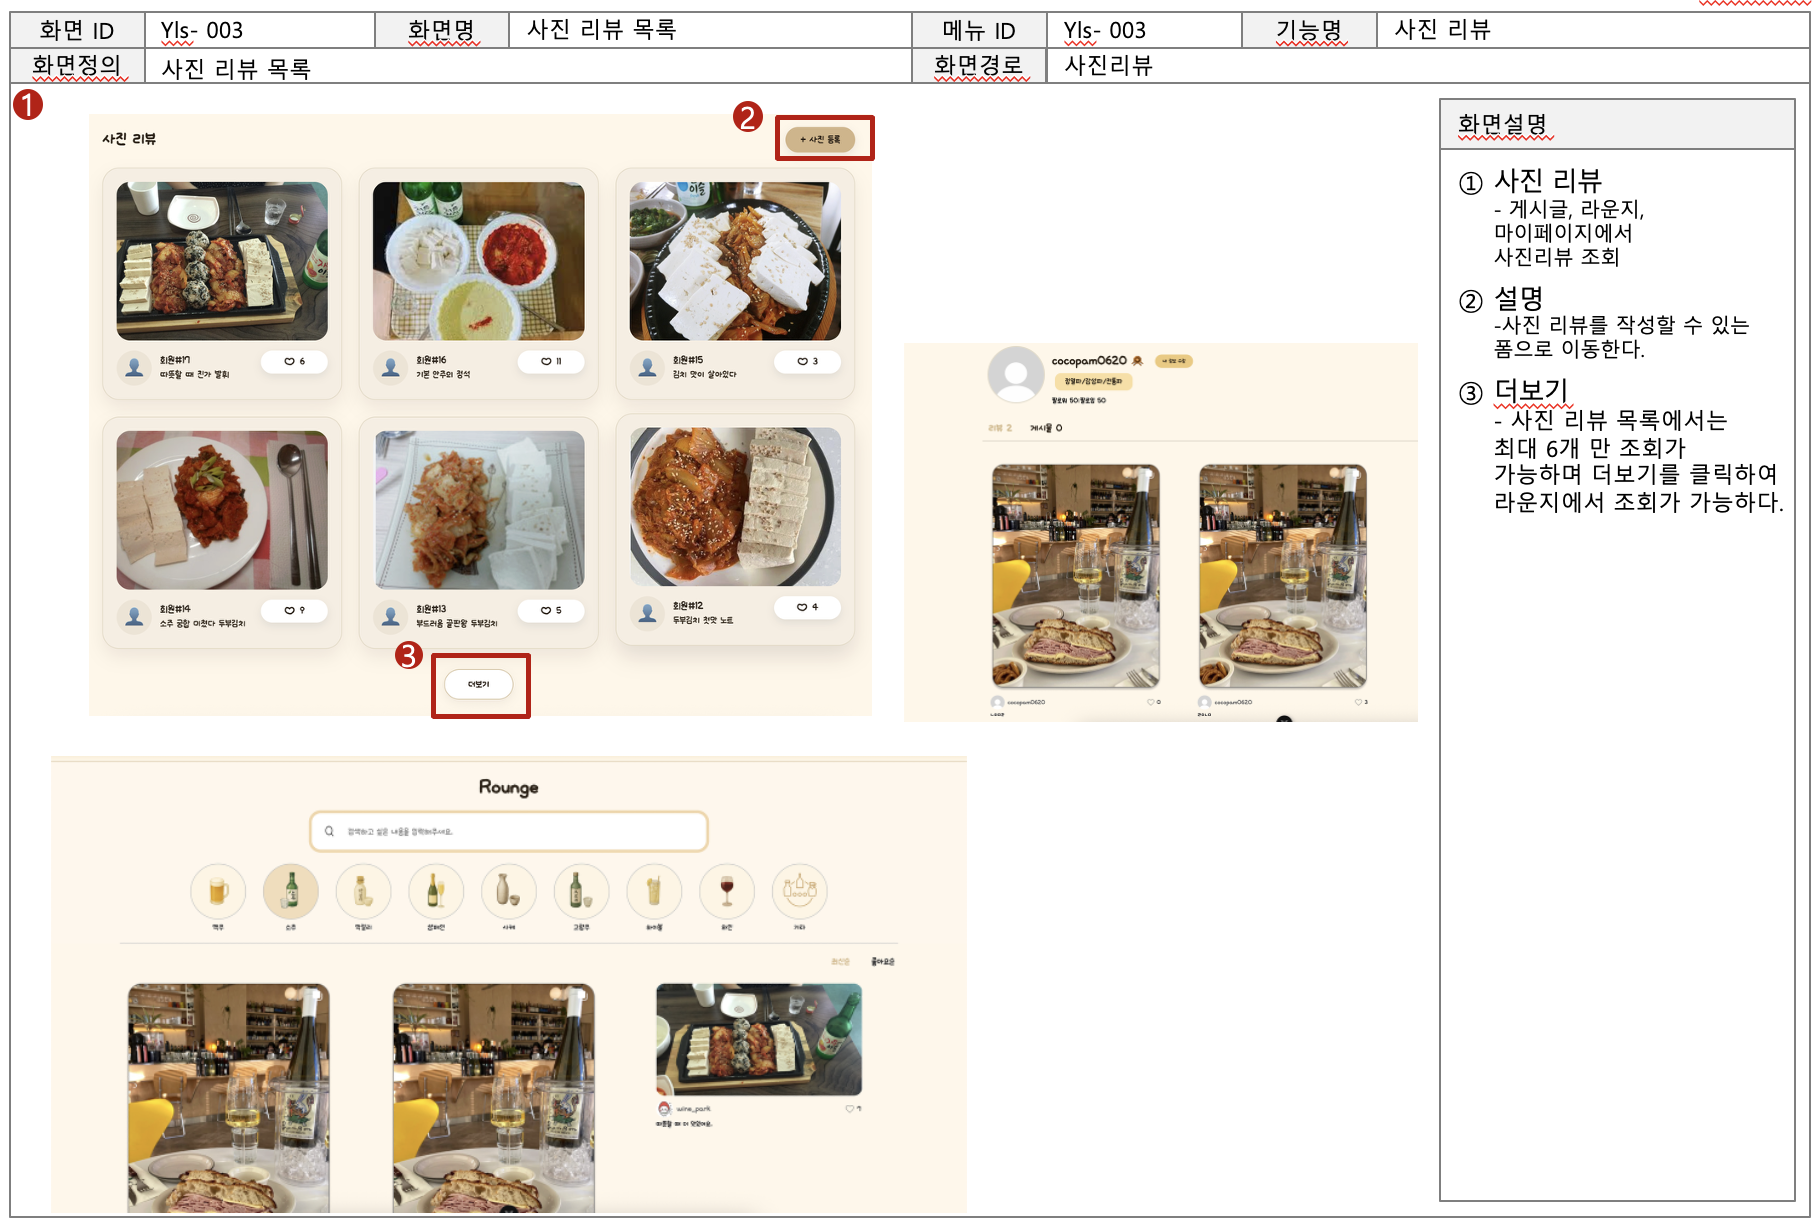 화면 ID Yls- 003 화면명 사진 리뷰 목록 메뉴 ID Yls- 003 기능명 사진 리뷰
화면정의 사진 리뷰 목록 화면경로 사진리뷰
1
사진 리뷰
2
+ 사진 등록
회원#17
따뜻할 때 진가 발휘
6
회원#16
기본 안주의 정석
11
회원#15
김치 맛이 살아있다
3
회원#14
소주 궁합 미쳤다 두부김치
9
회원#13
부드러움 끝판왕 두부김치
5
회원#12
두부김치 첫맛 노트
4
3
더보기
cocopam0620
팔로워 50 팔로잉 50
리뷰 2 게시물 0
cocopam0620 0
cocopam0620 3
Rounge
검색하고 싶은 내용을 입력해주세요.
맥주 소주 막걸리 샴페인 사케 고량주 하이볼 와인 기타
최신순 좋아요순
wine_park 9
화면설명
① 사진 리뷰
- 게시글, 라운지,
마이페이지에서
사진리뷰 조회
② 설명
-사진 리뷰를 작성할 수 있는
폼으로 이동한다.
③ 더보기
- 사진 리뷰 목록에서는
최대 6개 만 조회가
가능하며 더보기를 클릭하여
라운지에서 조회가 가능하다.